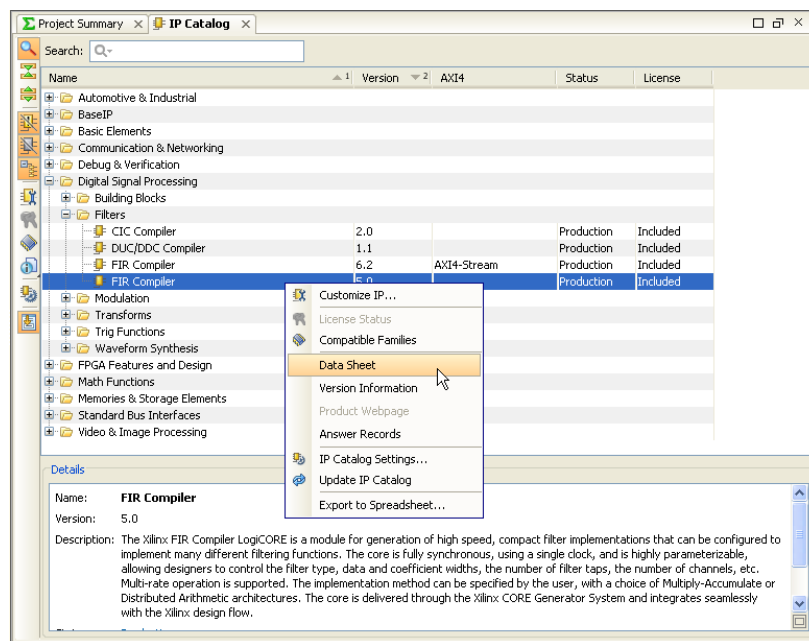 Project Summary
IP Catalog
Search:
Name 1 Version 2 AXI4 Status License
Automotive & Industrial
BaseIP
Basic Elements
Communication & Networking
Debug & Verification
Digital Signal Processing
Building Blocks
Filters
CIC Compiler 2.0 Production Included
DUC/DDC Compiler 1.1 Production Included
FIR Compiler 6.2 AXI4-Stream Production Included
FIR Compiler 5.0 Production Included
Modulation
Transforms
Trig Functions
Waveform Synthesis
FPGA Features and Design
Math Functions
Memories & Storage Elements
Standard Bus Interfaces
Video & Image Processing
Customize IP...
License Status
Compatible Families
Data Sheet
Version Information
Product Webpage
Answer Records
IP Catalog Settings...
Update IP Catalog
Export to Spreadsheet...
Details
Name: FIR Compiler
Version: 5.0
Description: The Xilinx FIR Compiler LogiCORE is a module for generation of high speed, compact filter implementations that can be configured to
implement many different filtering functions. The core is fully synchronous, using a single clock, and is highly parameterizable,
allowing designers to control the filter type, data and coefficient widths, the number of filter taps, the number of channels, etc.
Multi-rate operation is supported. The implementation method can be specified by the user, with a choice of Multiply-Accumulate or
Distributed Arithmetic architectures. The core is delivered through the Xilinx CORE Generator System and integrates seamlessly
with the Xilinx design flow.